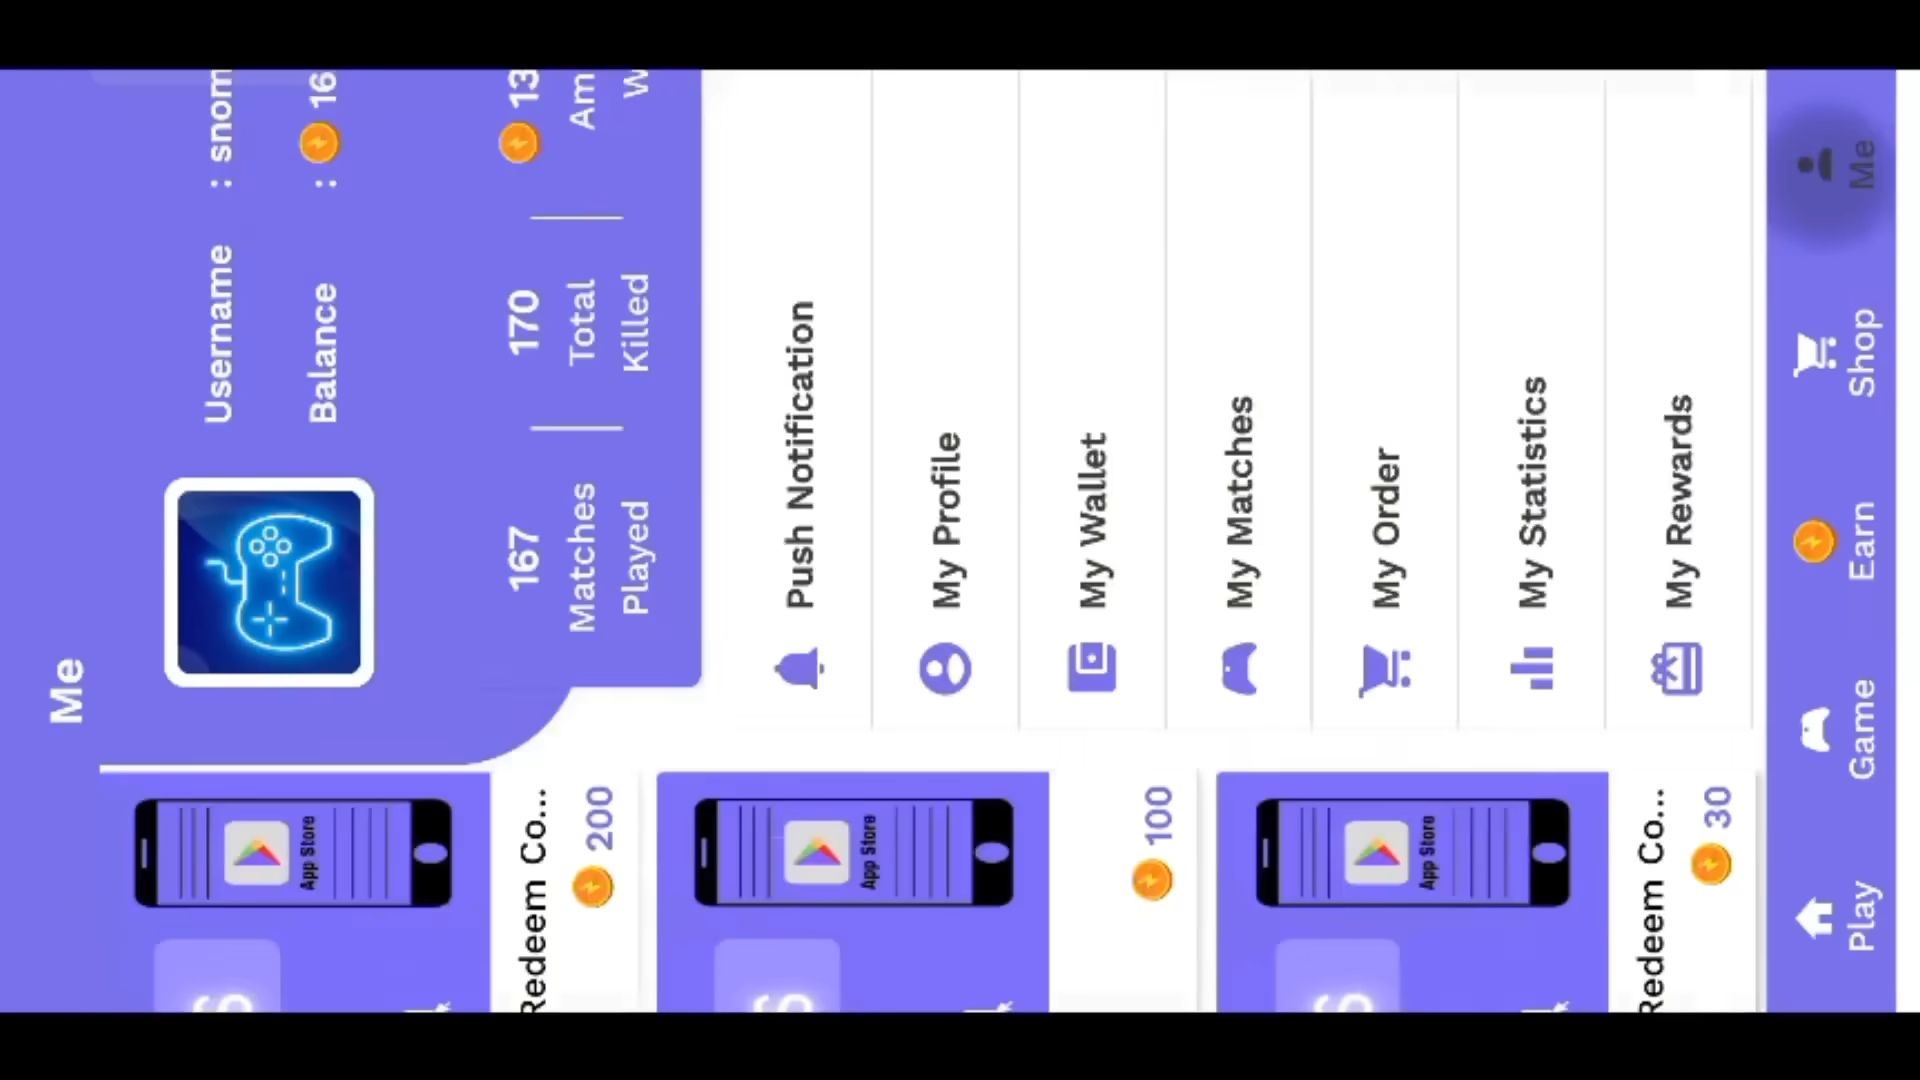 Me
Username : snom
Balance : 16
167
Matches
Played
170
Total
Killed
13
Am
W
Push Notification
My Profile
My Wallet
My Matches
My Order
My Statistics
My Rewards
App Store
Redeem Co...
200
App Store
100
App Store
Redeem Co...
30
Play
Game
Earn
Shop
Me